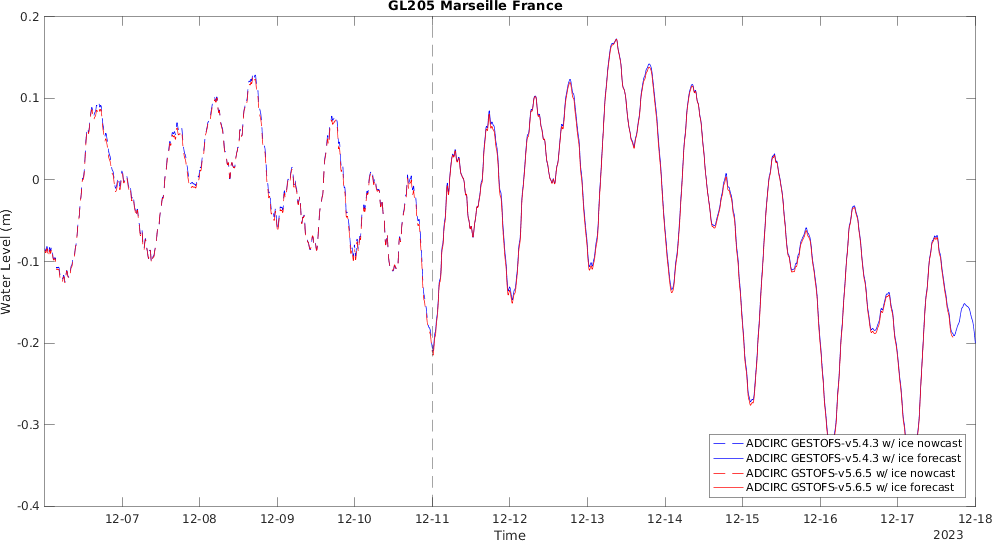 GL205 Marseille France
Water Level (m)
0.2
0.1
0
-0.1
-0.2
-0.3
-0.4
ADCIRC GESTOFS-v5.4.3 w/ ice nowcast
ADCIRC GESTOFS-v5.4.3 w/ ice forecast
ADCIRC GSTOFS-v5.6.5 w/ ice nowcast
ADCIRC GSTOFS-v5.6.5 w/ ice forecast
12-07 12-08 12-09 12-10 12-11 12-12 12-13 12-14 12-15 12-16 12-17 12-18
Time
2023